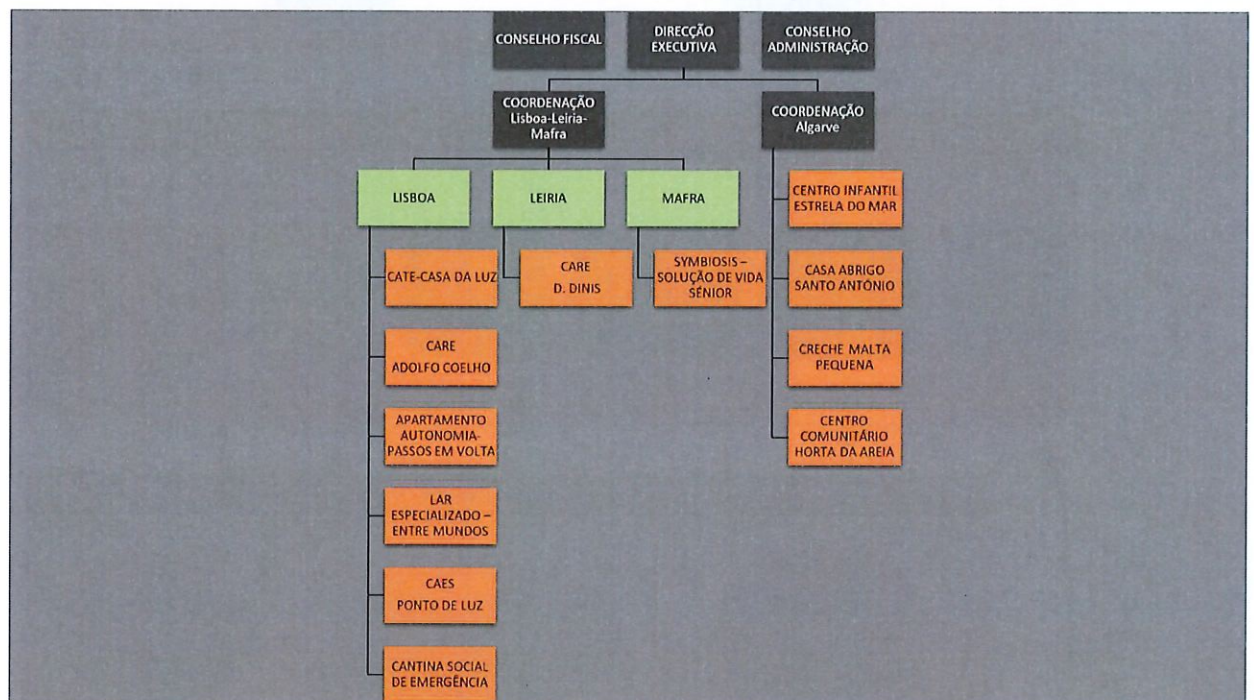 CONSELHO FISCAL
DIRECÇÃO
EXECUTIVA
CONSELHO
ADMINISTRAÇÃO
COORDENAÇÃO
Lisboa-Leiria-
Mafra
COORDENAÇÃO
Algarve
LISBOA
LEIRIA
MAFRA
CATE-CASA DA LUZ
CARE
ADOLFO COELHO
APARTAMENTO
AUTONOMIA-
PASSOS EM VOLTA
LAR
ESPECIALIZADO –
ENTRE MUNDOS
CAES
PONTO DE LUZ
CANTINA SOCIAL
DE EMERGÊNCIA
CARE
D. DINIS
SYMBIOSIS –
SOLUÇÃO DE VIDA
SÉNIOR
CENTRO INFANTIL
ESTRELA DO MAR
CASA ABRIGO
SANTO ANTÓNIO
CRECHE MALTA
PEQUENA
CENTRO
COMUNITÁRIO
HORTA DA AREIA